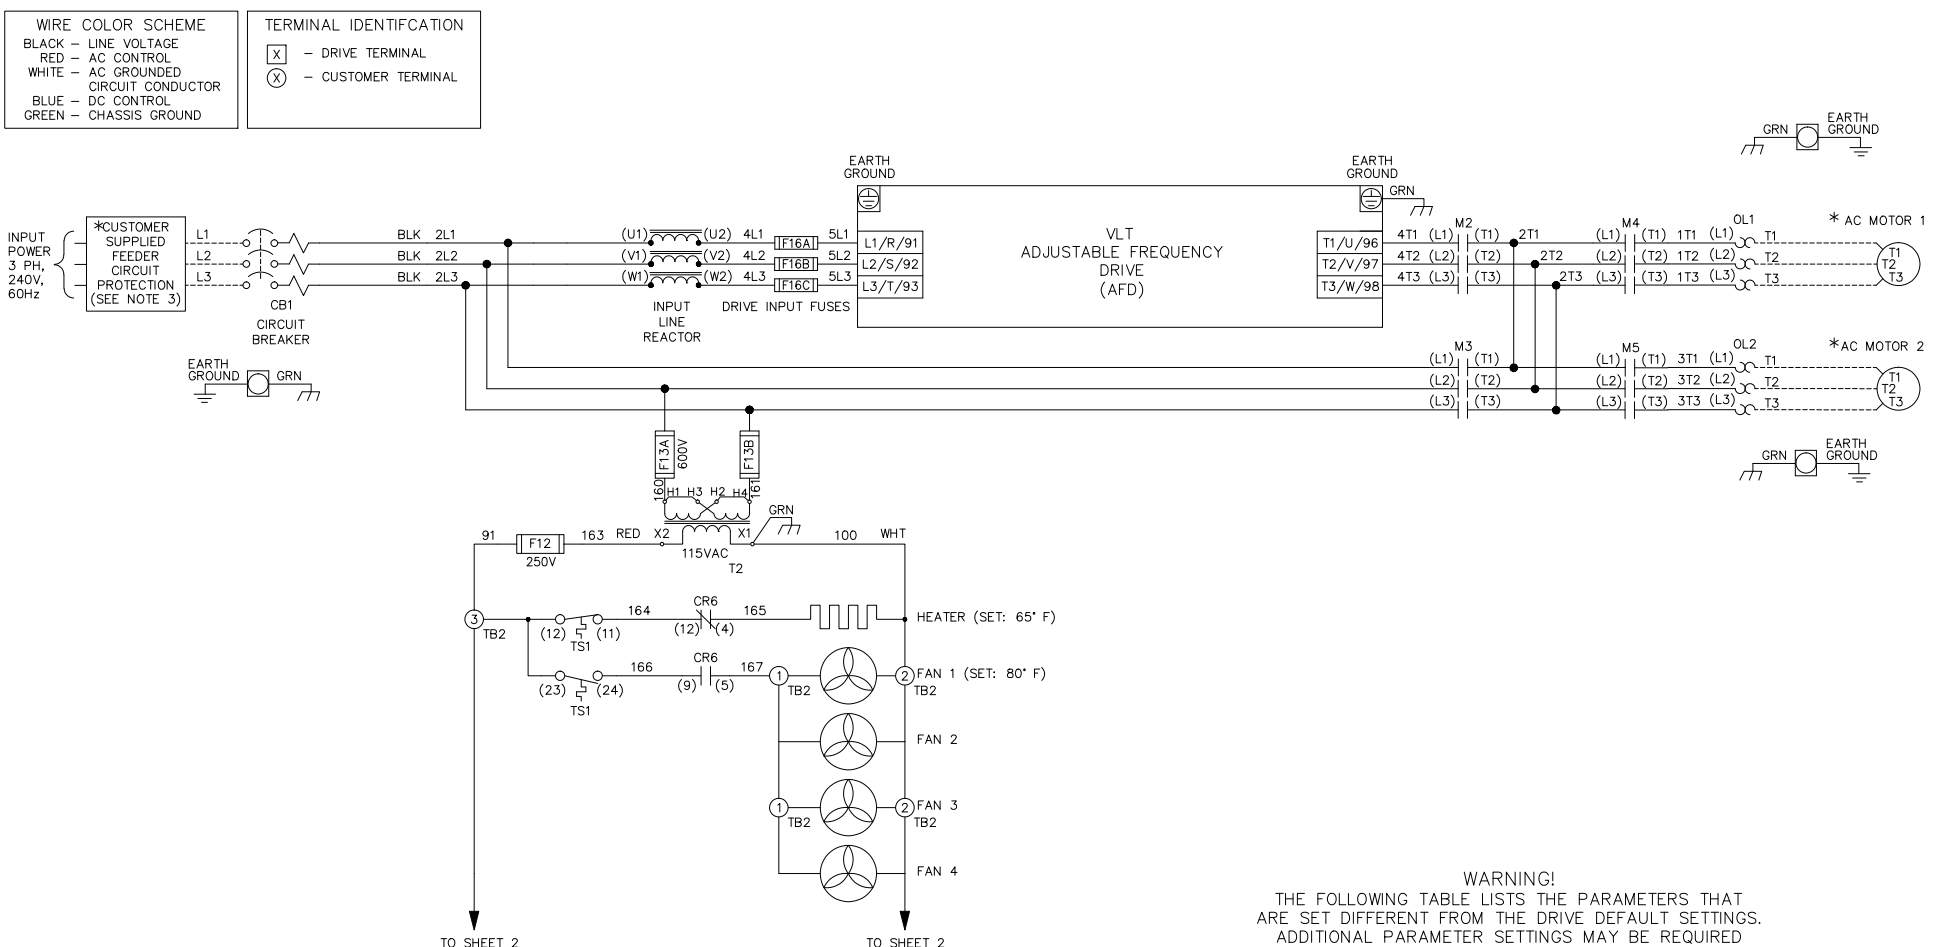 WIRE COLOR SCHEME
BLACK – LINE VOLTAGE
RED – AC CONTROL
WHITE – AC GROUNDED
CIRCUIT CONDUCTOR
BLUE – DC CONTROL
GREEN – CHASSIS GROUND
TERMINAL IDENTIFCATION
X – DRIVE TERMINAL
X – CUSTOMER TERMINAL
INPUT
POWER
3 PH,
240V,
60Hz
*CUSTOMER
SUPPLIED
FEEDER
CIRCUIT
PROTECTION
(SEE NOTE 3)
L1
L2
L3
CB1
CIRCUIT
BREAKER
EARTH
GROUND
GRN
BLK 2L1
BLK 2L2
BLK 2L3
(U1) (U2) 4L1 F16A 5L1
(V1) (V2) 4L2 F16B 5L2
(W1) (W2) 4L3 F16C 5L3
INPUT
LINE
REACTOR
DRIVE INPUT FUSES
EARTH
GROUND
L1/R/91
L2/S/92
L3/T/93
VLT
ADJUSTABLE FREQUENCY
DRIVE
(AFD)
EARTH
GROUND
GRN
T1/U/96
T2/V/97
T3/W/98
M2
4T1 (L1) (T1) 2T1
4T2 (L2) (T2) 2T2
4T3 (L3) (T3) 2T3
M4
(L1) (T1) 1T1 (L1)
(L2) (T2) 1T2 (L2)
(L3) (T3) 1T3 (L3)
OL1
T1
T2
T3
* AC MOTOR 1
T1
T2
T3
GRN
EARTH
GROUND
M3
(L1) (T1)
(L2) (T2)
(L3) (T3)
M5
(L1) (T1) 3T1 (L1)
(L2) (T2) 3T2 (L2)
(L3) (T3) 3T3 (L3)
OL2
T1
T2
T3
*AC MOTOR 2
T1
T2
T3
GRN
EARTH
GROUND
F13A
600V
F13B
160
161
H1 H3 H2 H4
GRN
91 F12 163 RED X2 X1 100 WHT
250V
115VAC
T2
3
TB2
(12) (11)
TS1
164
CR6
(12) (4)
165
HEATER (SET: 65° F)
(23) (24)
TS1
166
CR6
(9) (5)
167
1
TB2
2
TB2
FAN 1 (SET: 80° F)
FAN 2
1
TB2
2
TB2
FAN 3
FAN 4
TO SHEET 2
TO SHEET 2
WARNING!
THE FOLLOWING TABLE LISTS THE PARAMETERS THAT
ARE SET DIFFERENT FROM THE DRIVE DEFAULT SETTINGS.
ADDITIONAL PARAMETER SETTINGS MAY BE REQUIRED